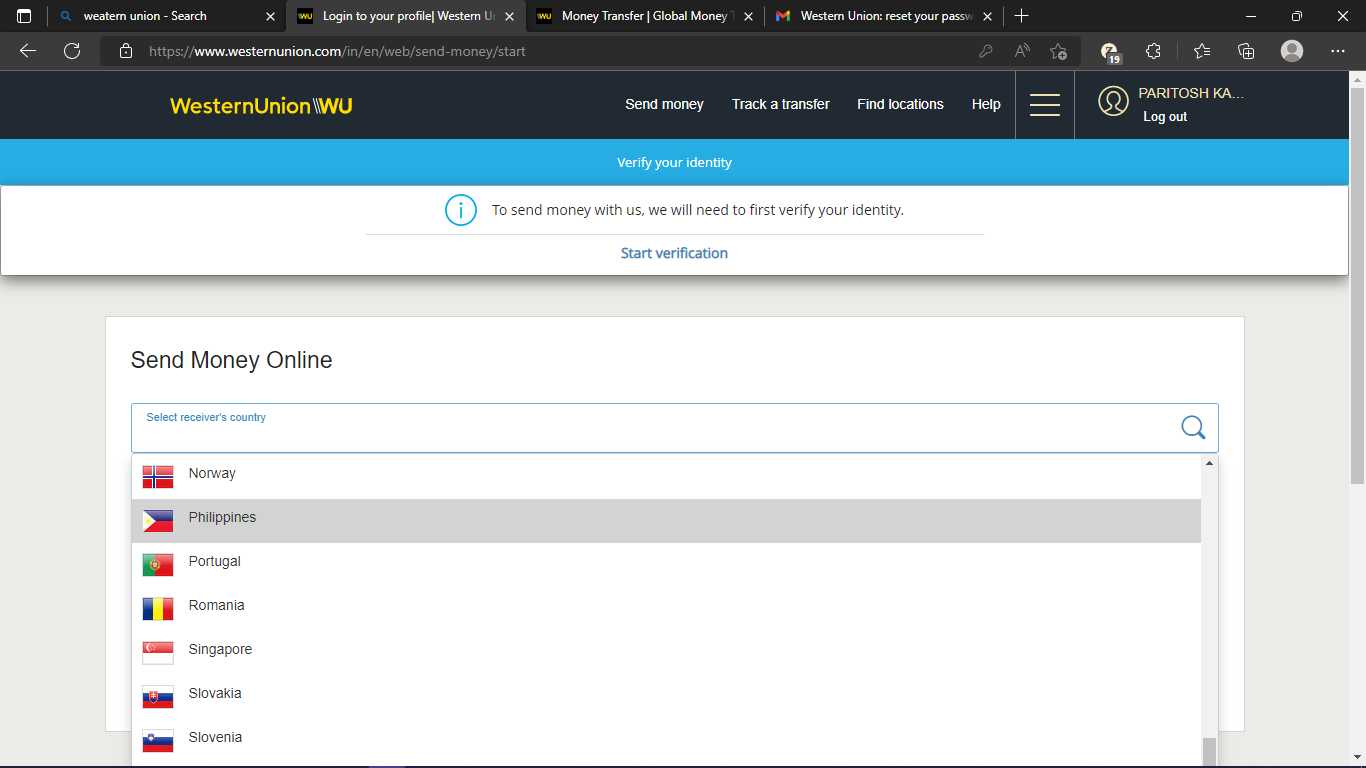 weatern union - Search
Login to your profile| Western Un
Money Transfer | Global Money T
Western Union: reset your passw
https://www.westernunion.com/in/en/web/send-money/start
19
WesternUnion WU
Send money
Track a transfer
Find locations
Help
PARITOSH KA...
Log out
Verify your identity
To send money with us, we will need to first verify your identity.
Start verification
Send Money Online
Select receiver's country
Norway
Philippines
Portugal
Romania
Singapore
Slovakia
Slovenia